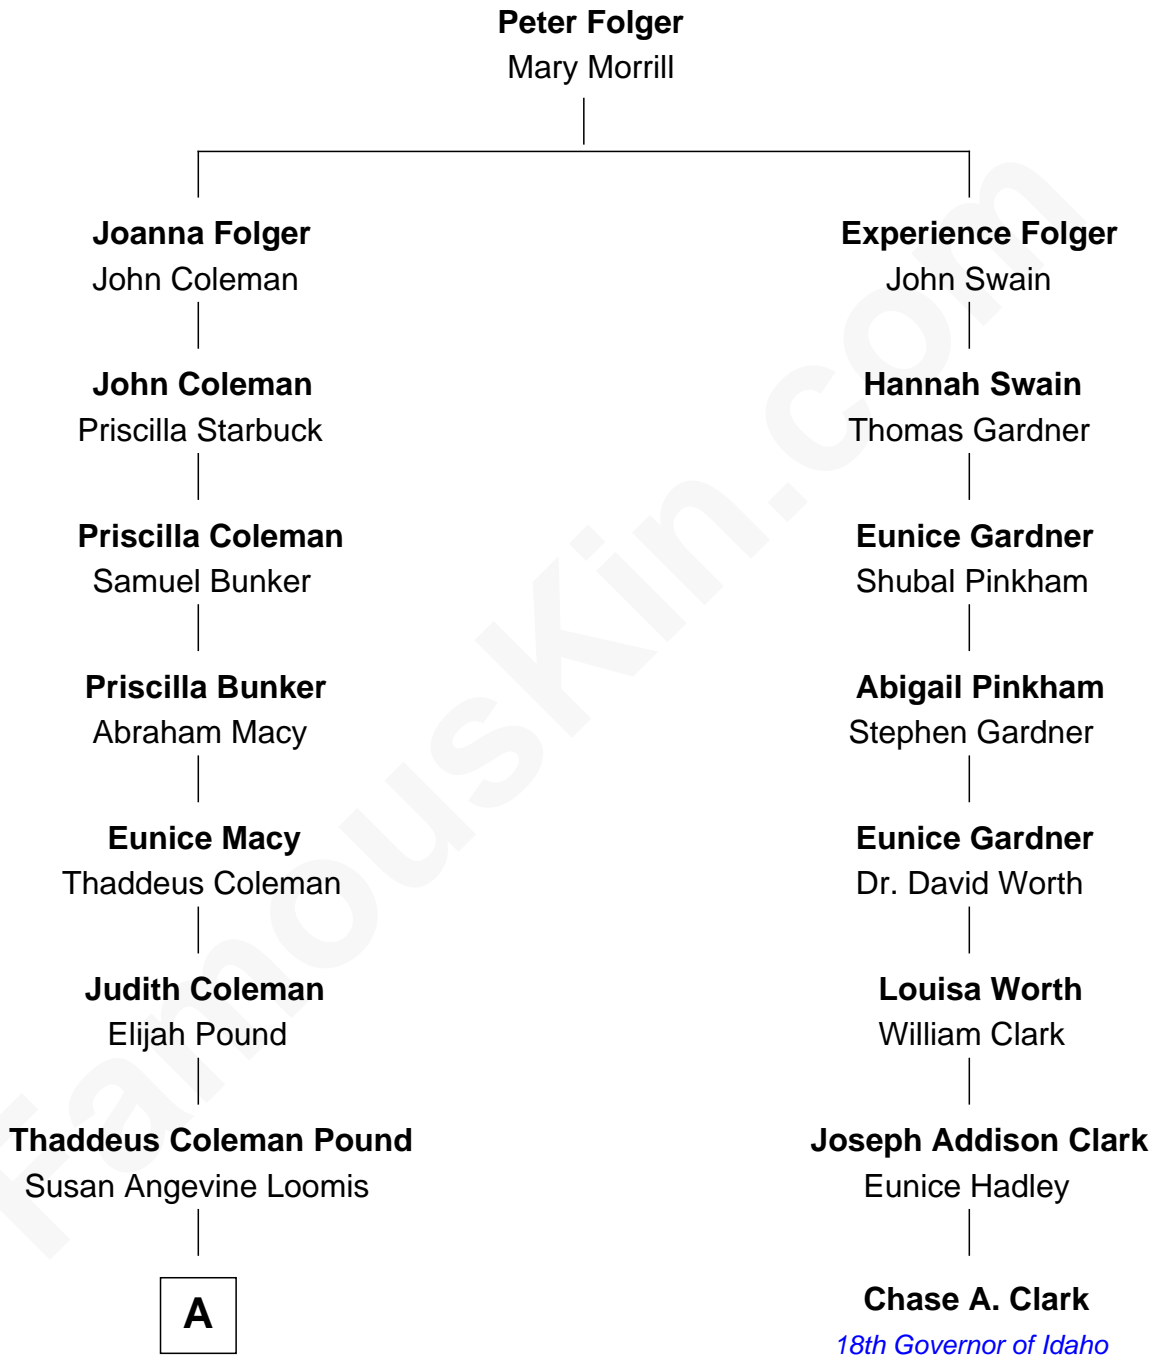 Peter Folger
Mary Morrill
Joanna Folger
John Coleman
Experience Folger
John Swain
John Coleman
Priscilla Starbuck
Hannah Swain
Thomas Gardner
Priscilla Coleman
Samuel Bunker
Eunice Gardner
Shubal Pinkham
Priscilla Bunker
Abraham Macy
Abigail Pinkham
Stephen Gardner
Eunice Macy
Thaddeus Coleman
Eunice Gardner
Dr. David Worth
Judith Coleman
Elijah Pound
Louisa Worth
William Clark
Thaddeus Coleman Pound
Susan Angevine Loomis
Joseph Addison Clark
Eunice Hadley
A
Chase A. Clark
18th Governor of Idaho
FamousKin.com